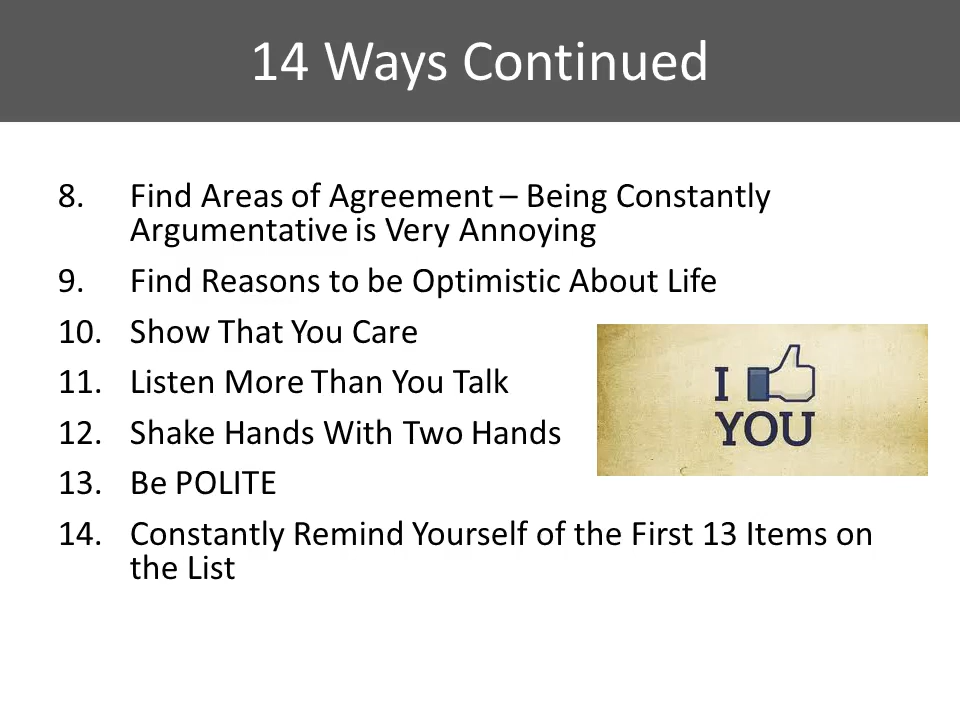 14 Ways Continued
8. Find Areas of Agreement – Being Constantly
Argumentative is Very Annoying
9. Find Reasons to be Optimistic About Life
10. Show That You Care
11. Listen More Than You Talk
12. Shake Hands With Two Hands
13. Be POLITE
14. Constantly Remind Yourself of the First 13 Items on
the List
I
YOU